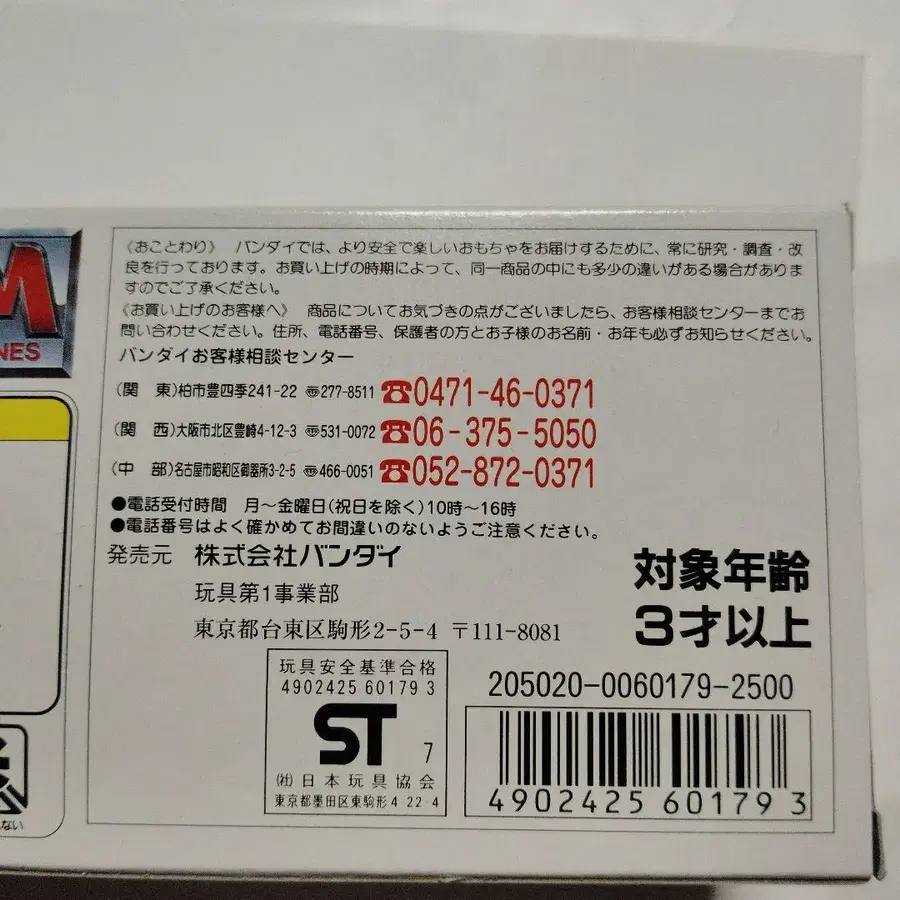 M
NES
《おことわり》 バンダイでは、より安全で楽しいおもちゃをお届けするために、常に研究・調査・改
良を行っております。お買い上げの時期によって、同一商品の中にも多少の違いがある場合がありま
すのでご了承ください。
《お買い上げのお客様へ》 商品についてお気づきの点がございましたら、お客様相談センターまでお
問い合わせください。住所、電話番号、保護者の方とお子様のお名前・お年も必ずお知らせください。
バンダイお客様相談センター
(関 東)柏市豊四季241-22 〠277-8511 ☎0471-46-0371
(関 西)大阪市北区豊崎4-12-3 〠531-0072 ☎06-375-5050
(中 部)名古屋市昭和区御器所3-2-5 〠466-0051 ☎052-872-0371
●電話受付時間 月〜金曜日(祝日を除く)10時〜16時
●電話番号はよく確かめてお間違いのないようご注意ください。
発売元 株式会社バンダイ
玩具第1事業部
東京都台東区駒形2-5-4 〒111-8081
対象年齢
3才以上
玩具安全基準合格
4902425 60179 3
ST 7
(社)日本玩具協会
東京都墨田区東駒形4-22-4
205020-0060179-2500
4902425 601793
ない